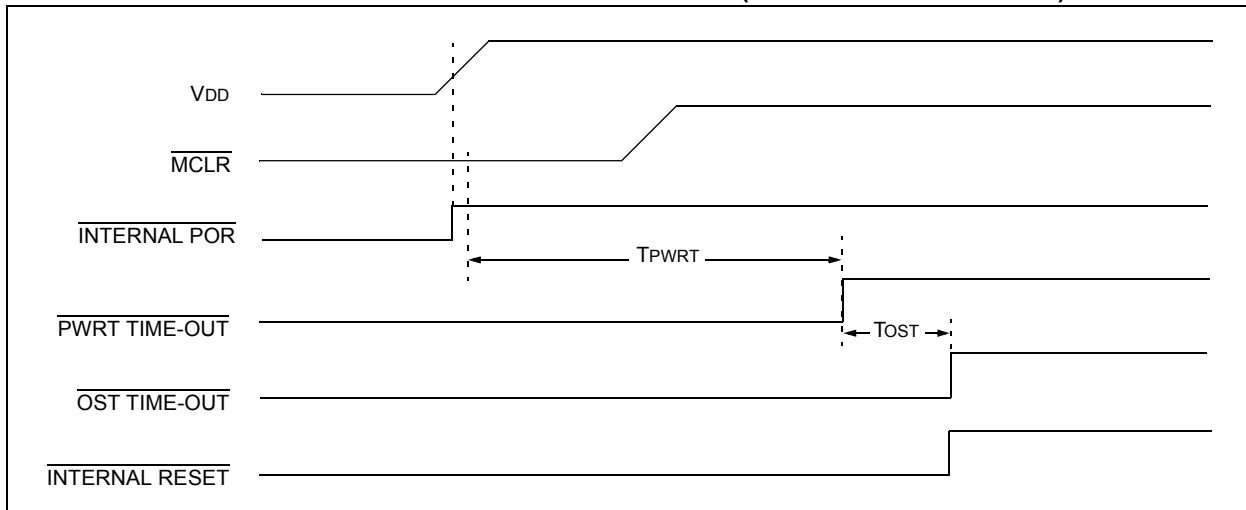 VDD
MCLR
INTERNAL POR
TPWRT
PWRT TIME-OUT
TOST
OST TIME-OUT
INTERNAL RESET